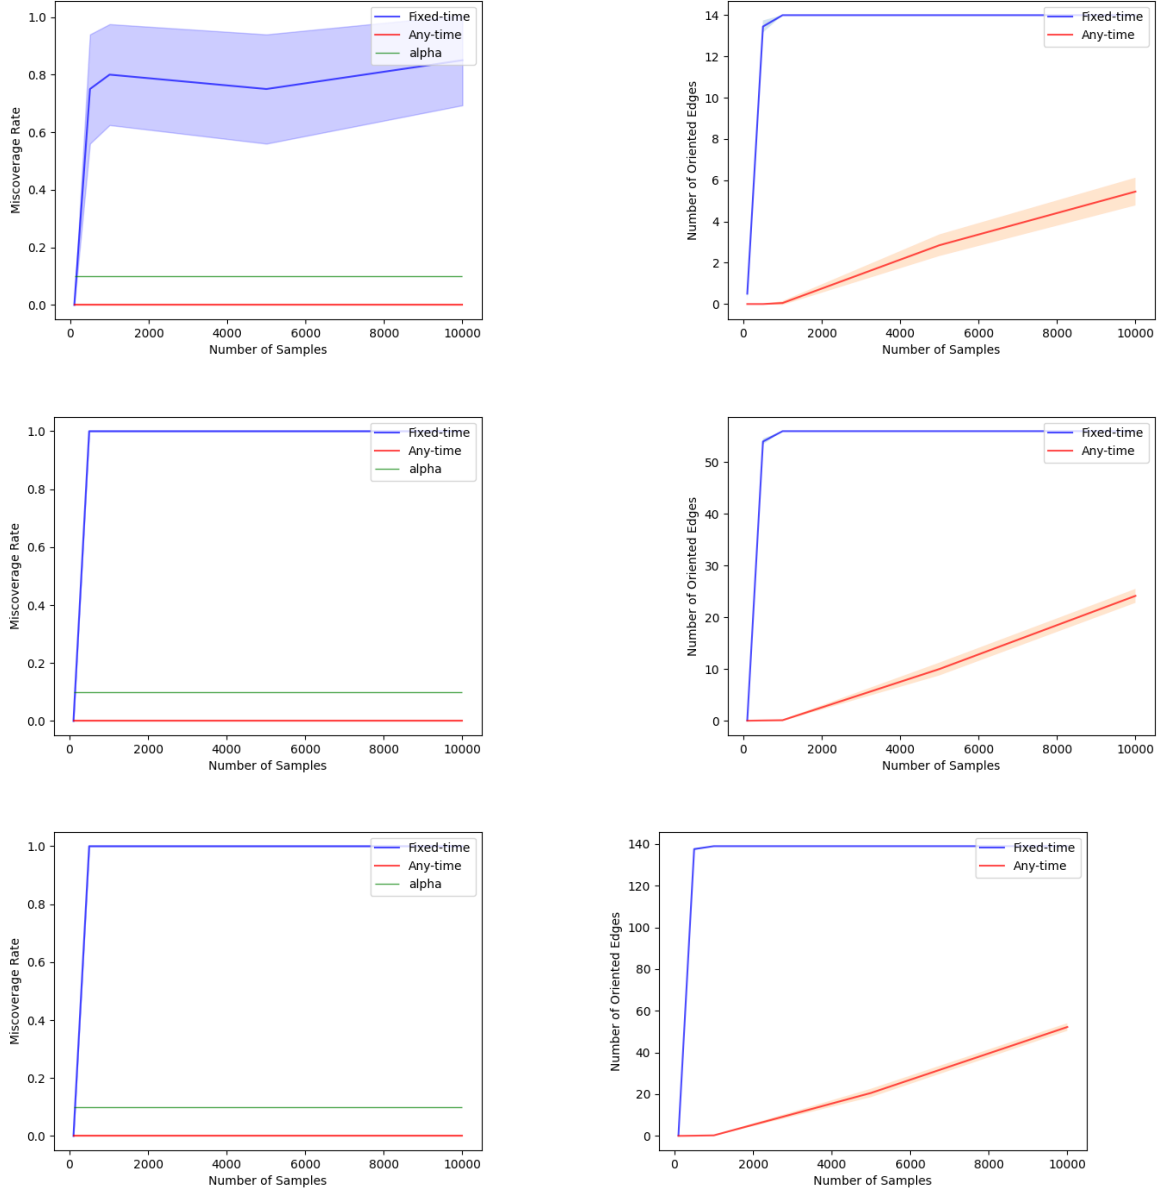 1.0
0.8
0.6
0.4
0.2
0.0
Miscoverage Rate
Fixed-time
Any-time
alpha
0 2000 4000 6000 8000 10000
Number of Samples
14
12
10
8
6
4
2
0
Number of Oriented Edges
Fixed-time
Any-time
0 2000 4000 6000 8000 10000
Number of Samples
1.0
0.8
0.6
0.4
0.2
0.0
Miscoverage Rate
Fixed-time
Any-time
alpha
0 2000 4000 6000 8000 10000
Number of Samples
50
40
30
20
10
0
Number of Oriented Edges
Fixed-time
Any-time
0 2000 4000 6000 8000 10000
Number of Samples
1.0
0.8
0.6
0.4
0.2
0.0
Miscoverage Rate
Fixed-time
Any-time
alpha
0 2000 4000 6000 8000 10000
Number of Samples
140
120
100
80
60
40
20
0
Number of Oriented Edges
Fixed-time
Any-time
0 2000 4000 6000 8000 10000
Number of Samples